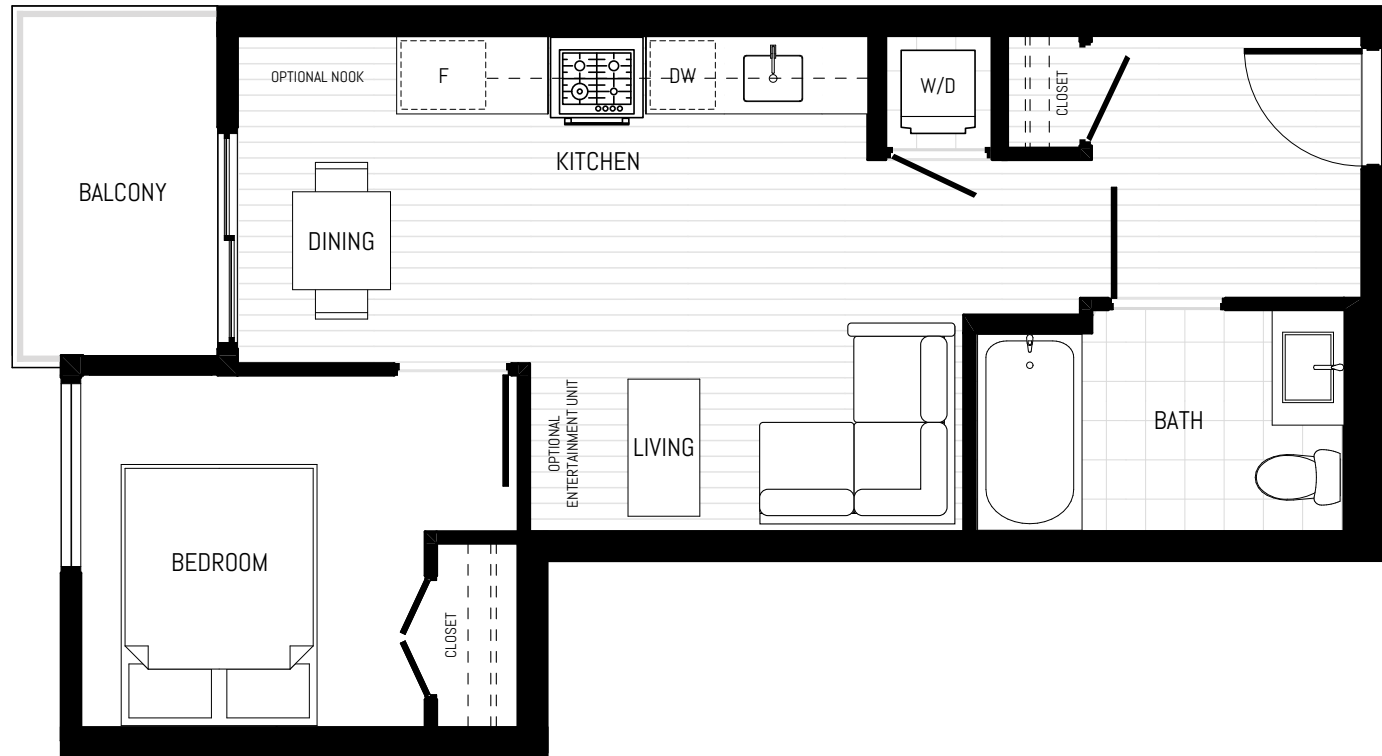 OPTIONAL NOOK
F
DW
W/D
CLOSET
KITCHEN
BALCONY
DINING
OPTIONAL
ENTERTAINMENT UNIT
LIVING
BATH
BEDROOM
CLOSET